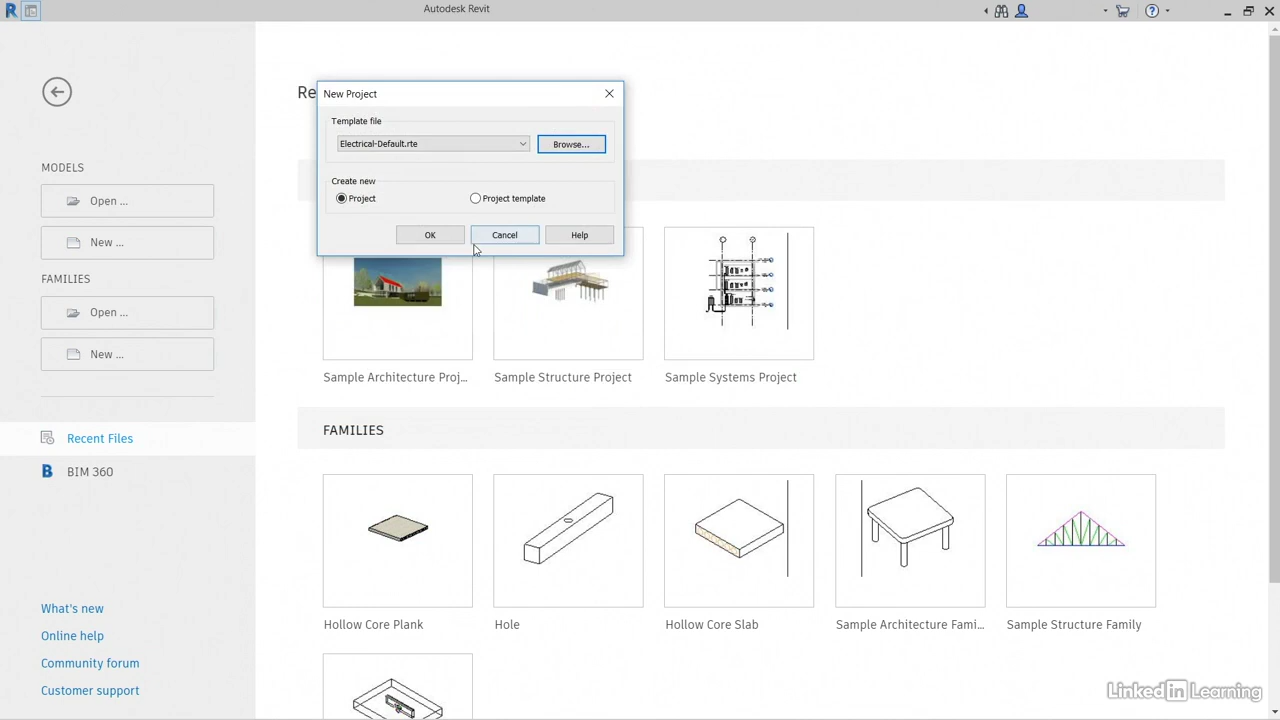 Autodesk Revit
Re
New Project
Template file
Electrical-Default.rte
Browse...
Create new
Project
Project template
OK
Cancel
Help
MODELS
Open ...
New ...
FAMILIES
Open ...
New ...
Recent Files
BIM 360
What's new
Online help
Community forum
Customer support
Sample Architecture Proj...
Sample Structure Project
Sample Systems Project
FAMILIES
Hollow Core Plank
Hole
Hollow Core Slab
Sample Architecture Fami...
Sample Structure Family
LinkedIn Learning